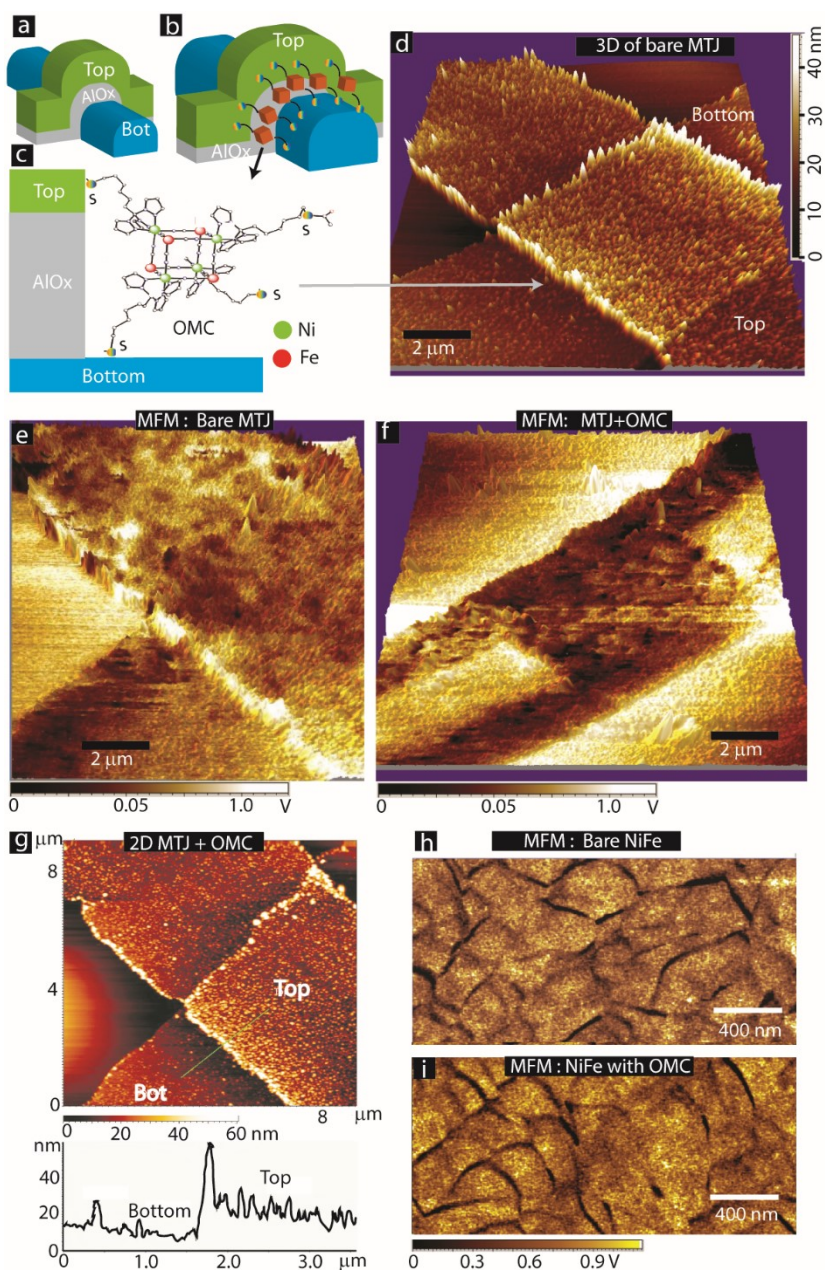 a
Top
AlOx
Bot
b
Top
AlOx
c
Top
AlOx
Bottom
S
S
S
S
OMC
Ni
Fe
d
3D of bare MTJ
Bottom
Top
2 μm
40 nm
30
20
10
0
e
MFM : Bare MTJ
2 μm
0 0.05 1.0 V
f
MFM: MTJ+OMC
2 μm
0 0.05 1.0 V
g
2D MTJ + OMC
μm
8
4
0
Top
Bot
8 μm
0 20 40 60 nm
nm
40
20
0
Bottom
Top
0 1.0 2.0 3.0 μm
h
MFM : Bare NiFe
400 nm
i
MFM : NiFe with OMC
400 nm
0 0.3 0.6 0.9 V